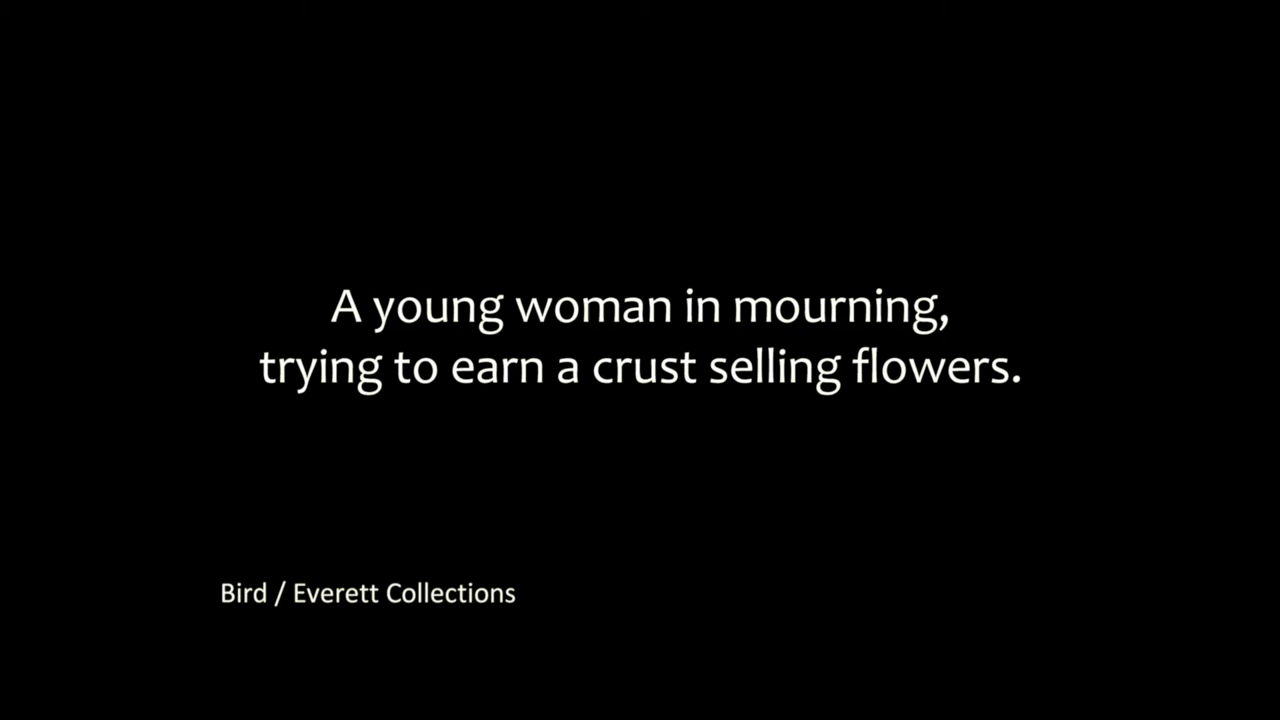 A young woman in mourning,
trying to earn a crust selling flowers.
Bird / Everett Collections